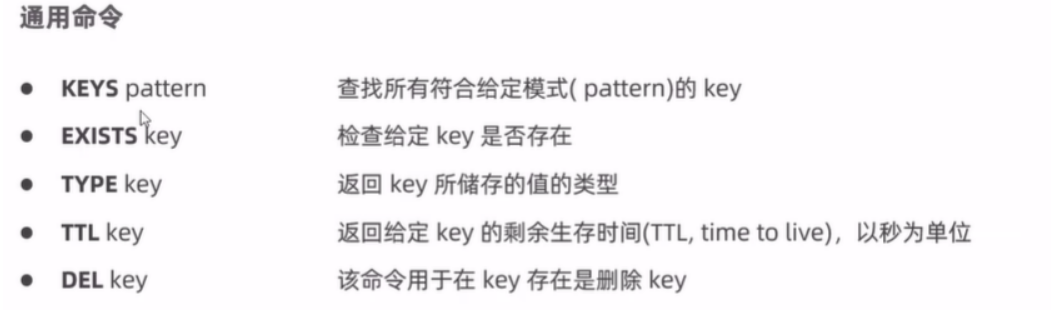 通用命令
● KEYS pattern 查找所有符合给定模式( pattern)的 key
● EXISTS key 检查给定 key 是否存在
● TYPE key 返回 key 所储存的值的类型
● TTL key 返回给定 key 的剩余生存时间(TTL, time to live)，以秒为单位
● DEL key 该命令用于在 key 存在是删除 key